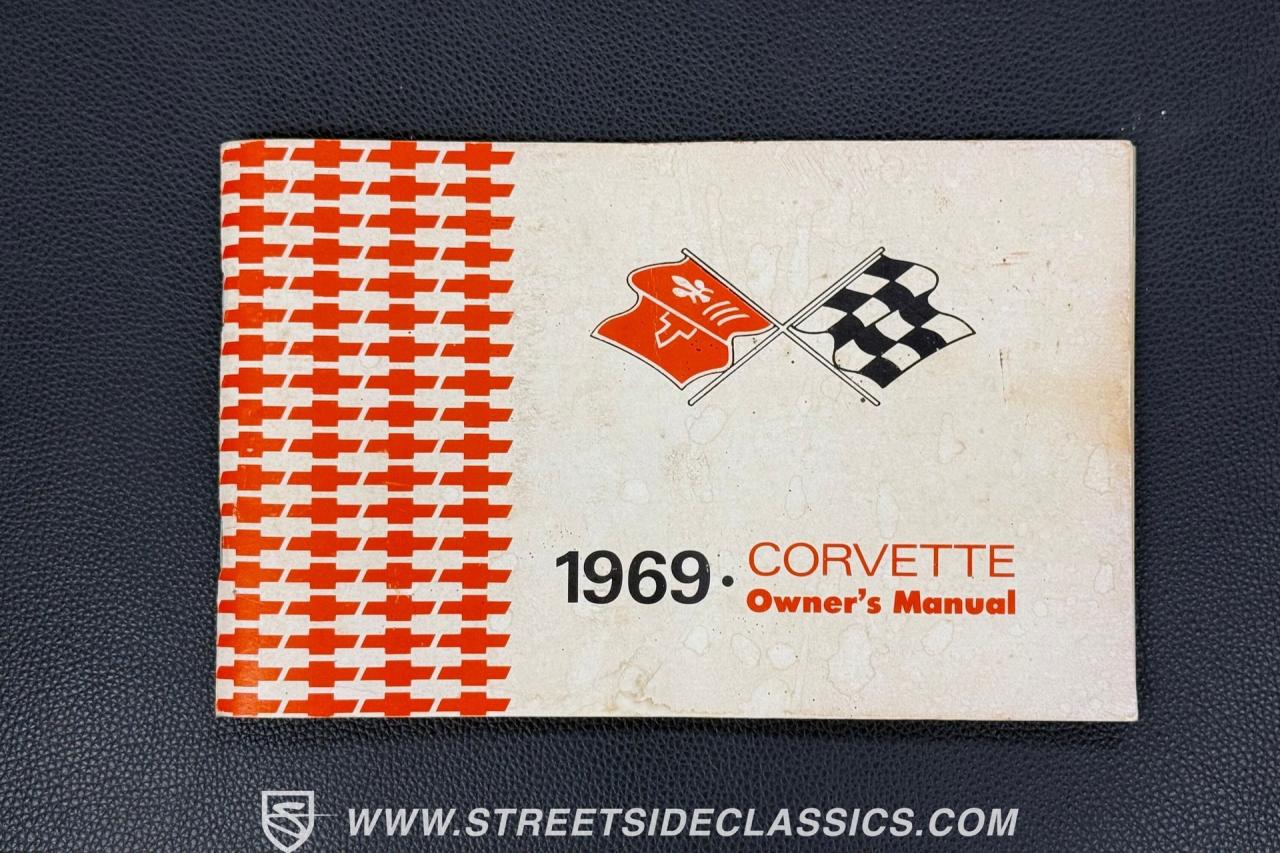 1969 • CORVETTE
Owner's Manual
WWW.STREETSIDECLASSICS.COM